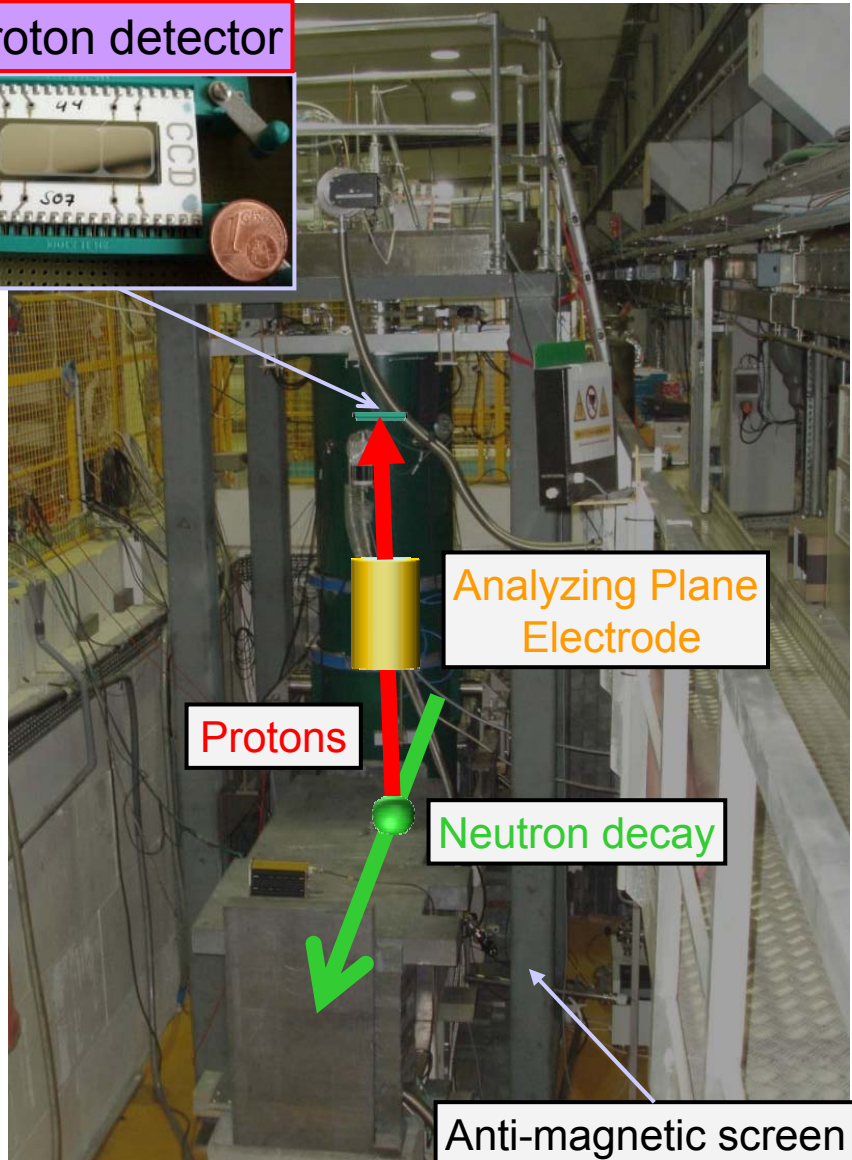 roton detector
44
CCD
S07
1
Analyzing Plane
Electrode
Protons
Neutron decay
Anti-magnetic screen